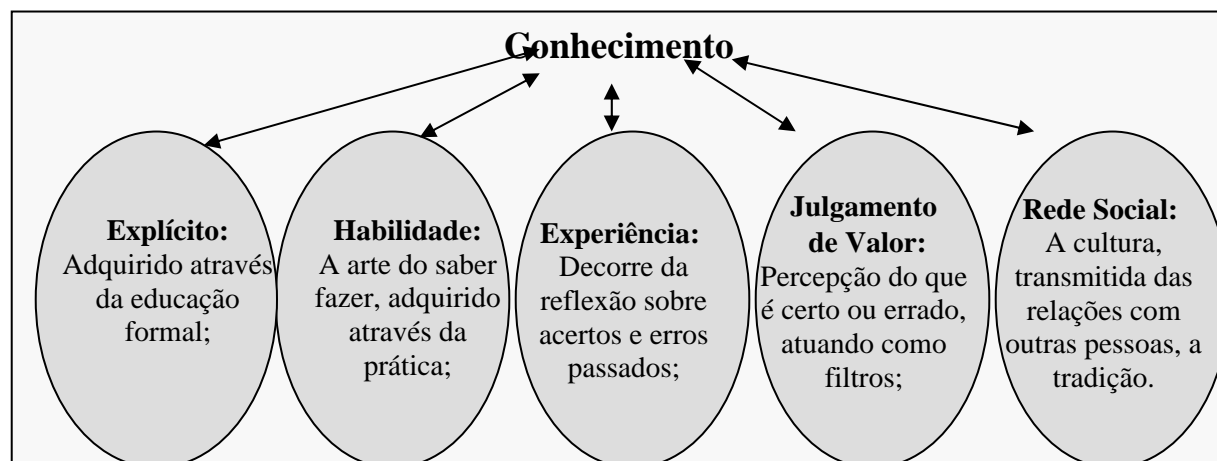 Conhecimento
Explícito:
Adquirido através
da educação
formal;
Habilidade:
A arte do saber
fazer, adquirido
através da
prática;
Experiência:
Decorre da
reflexão sobre
acertos e erros
passados;
Julgamento
de Valor:
Percepção do que
é certo ou errado,
atuando como
filtros;
Rede Social:
A cultura,
transmitida das
relações com
outras pessoas, a
tradição.